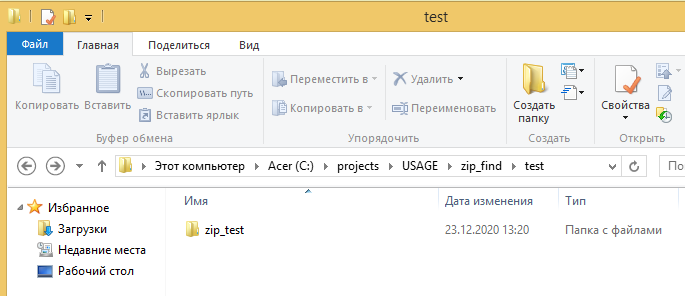 test
Файл Главная Поделиться Вид
Копировать
Вставить
Вырезать
Скопировать путь
Вставить ярлык
Буфер обмена
Переместить в
Копировать в
Удалить
Переименовать
Упорядочить
Создать папку
Создать
Свойства
Открыть
Этот компьютер Acer (C:) projects USAGE zip_find test
По
Избранное
Загрузки
Недавние места
Рабочий стол
Имя Дата изменения Тип
zip_test 23.12.2020 13:20 Папка с файлами